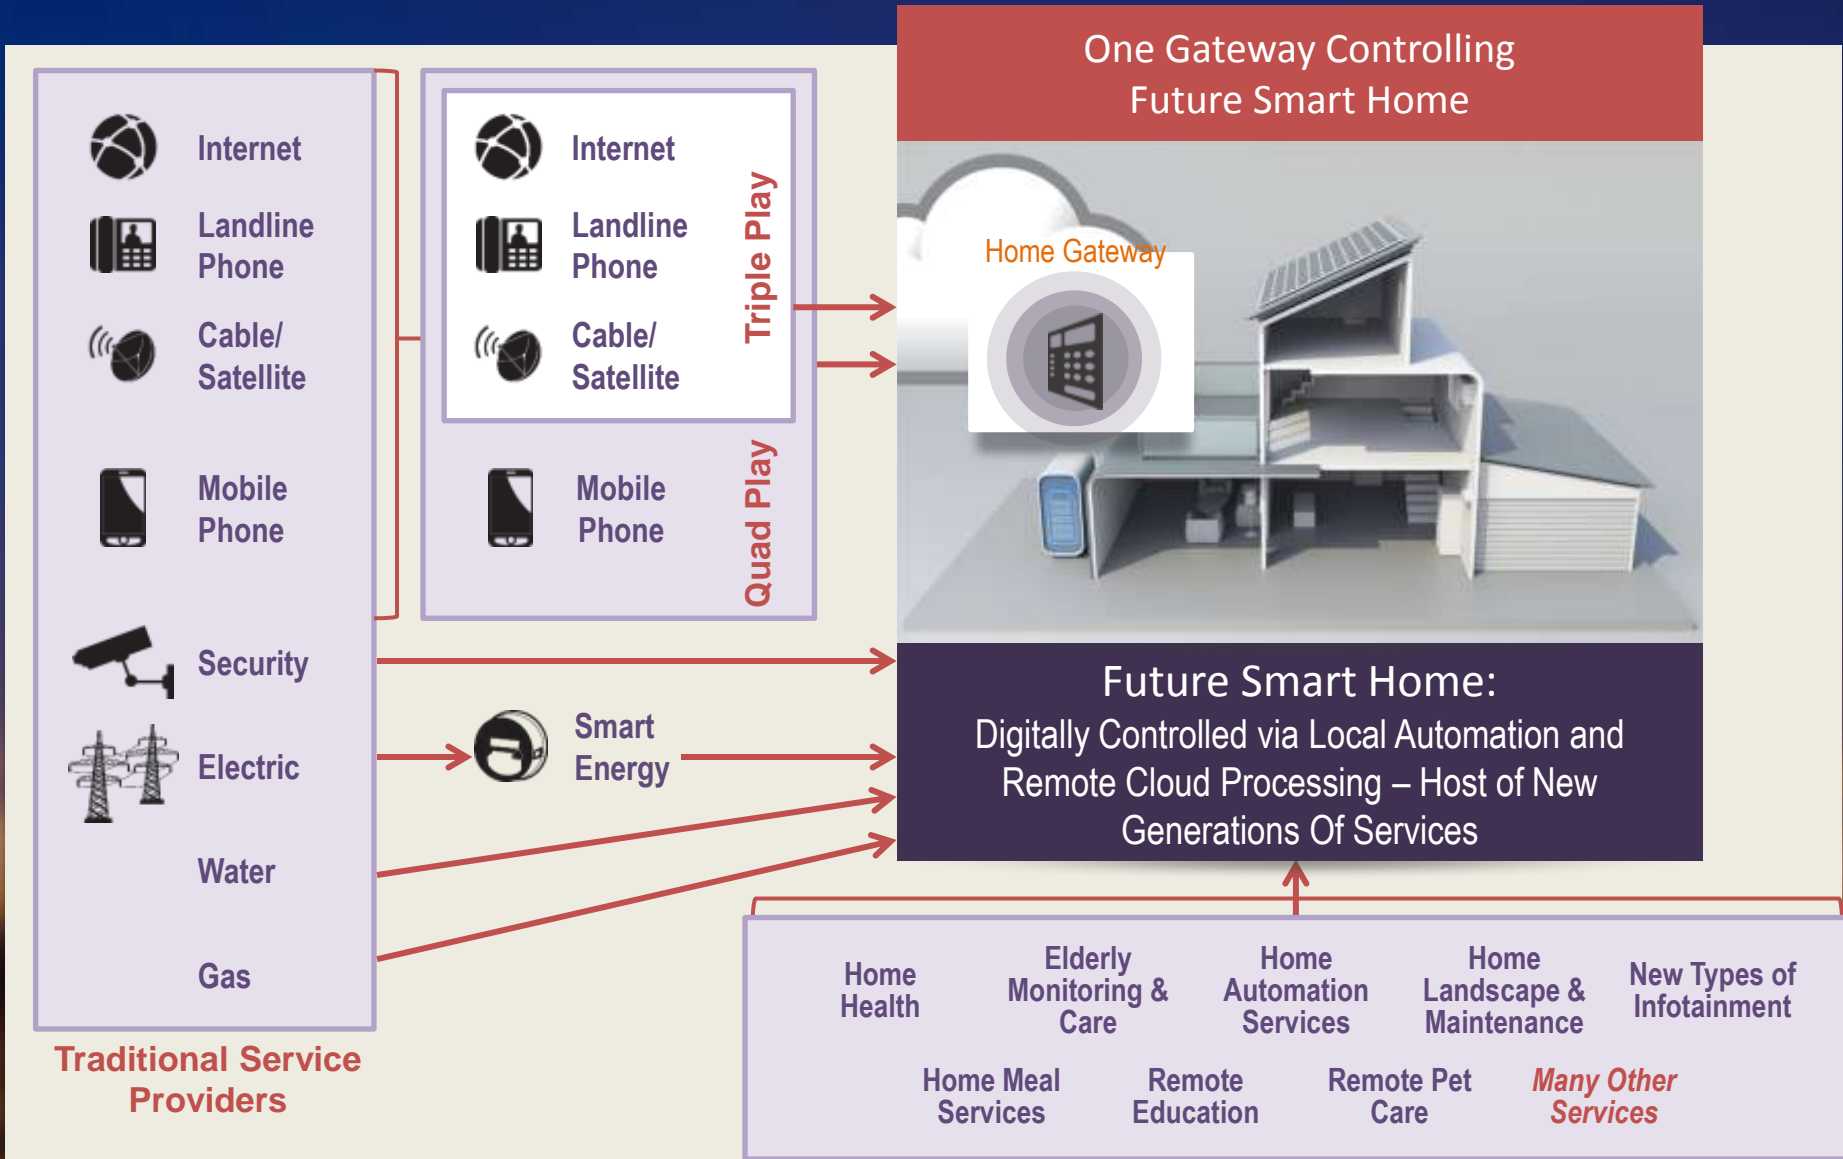 One Gateway Controlling
Future Smart Home
Internet
Landline
Phone
Cable/
Satellite
Mobile
Phone
Security
Electric
Water
Gas
Traditional Service
Providers
Internet
Landline
Phone
Cable/
Satellite
Triple Play
Mobile
Phone
Quad Play
Smart
Energy
Home Gateway
Future Smart Home:
Digitally Controlled via Local Automation and
Remote Cloud Processing – Host of New
Generations Of Services
Home
Health
Elderly
Monitoring &
Care
Home
Automation
Services
Home
Landscape &
Maintenance
New Types of
Infotainment
Home Meal
Services
Remote
Education
Remote Pet
Care
Many Other
Services